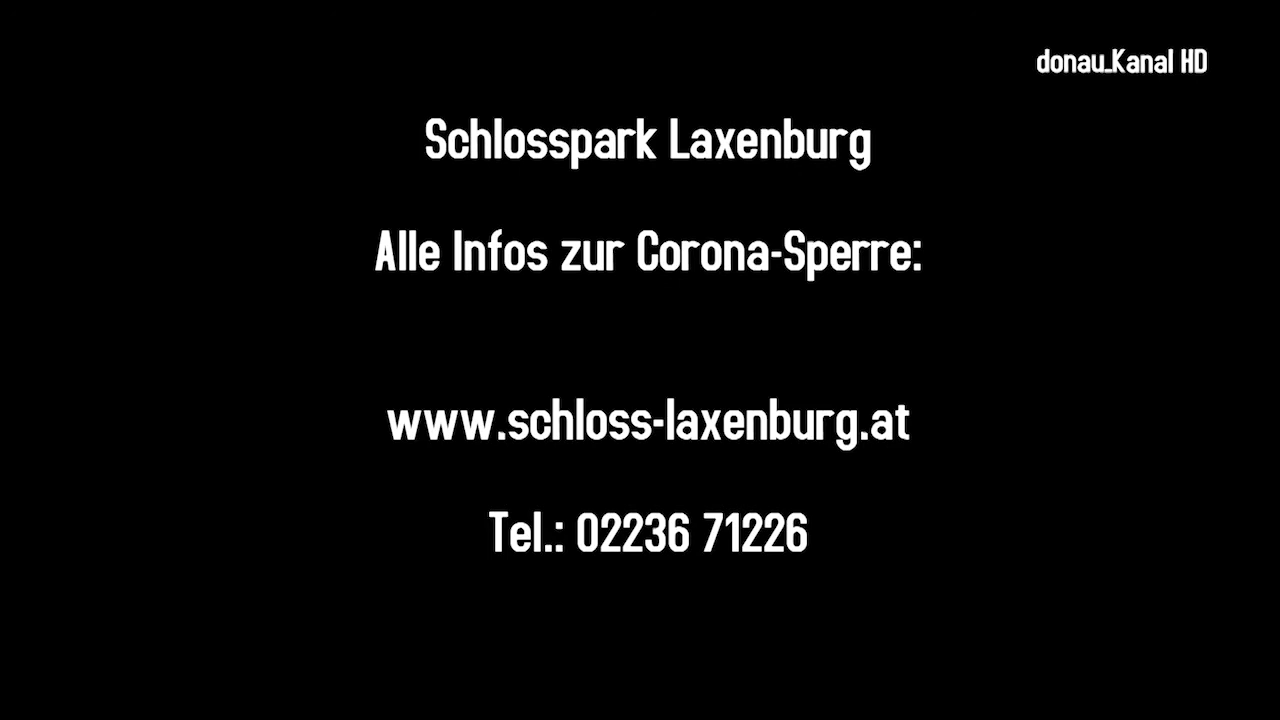 donau_Kanal HD
Schlosspark Laxenburg
Alle Infos zur Corona-Sperre:
www.schloss-laxenburg.at
Tel.: 02236 71226